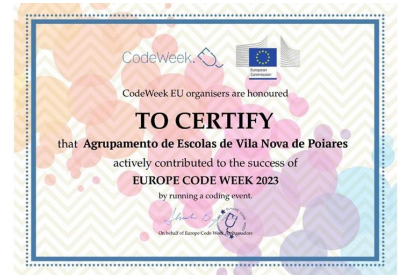 CodeWeek.
European
Commission
CodeWeek EU organisers are honoured
TO CERTIFY
that Agrupamento de Escolas de Vila Nova de Poiares
actively contributed to the success of
EUROPE CODE WEEK 2023
by running a coding event.
On behalf of Europe Code Week Ambassadors